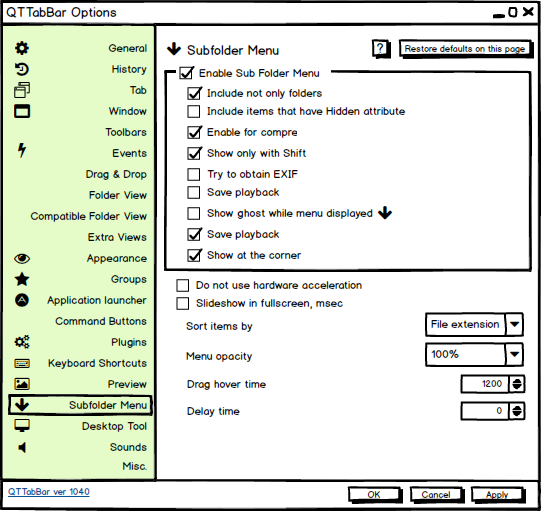 QTTabBar Options
General
History
Tab
Window
Toolbars
Events
Drag & Drop
Folder View
Compatible Folder View
Extra Views
Appearance
Groups
Application launcher
Command Buttons
Plugins
Keyboard Shortcuts
Preview
Subfolder Menu
Desktop Tool
Sounds
Misc.
Subfolder Menu
?
Restore defaults on this page
Enable Sub Folder Menu
Include not only folders
Include items that have Hidden attribute
Enable for compre
Show only with Shift
Try to obtain EXIF
Save playback
Show ghost while menu displayed
Save playback
Show at the corner
Do not use hardware acceleration
Slideshow in fullscreen, msec
Sort items by File extension
Menu opacity 100%
Drag hover time 1200
Delay time 0
QTTabBar ver 1040
OK Cancel Apply